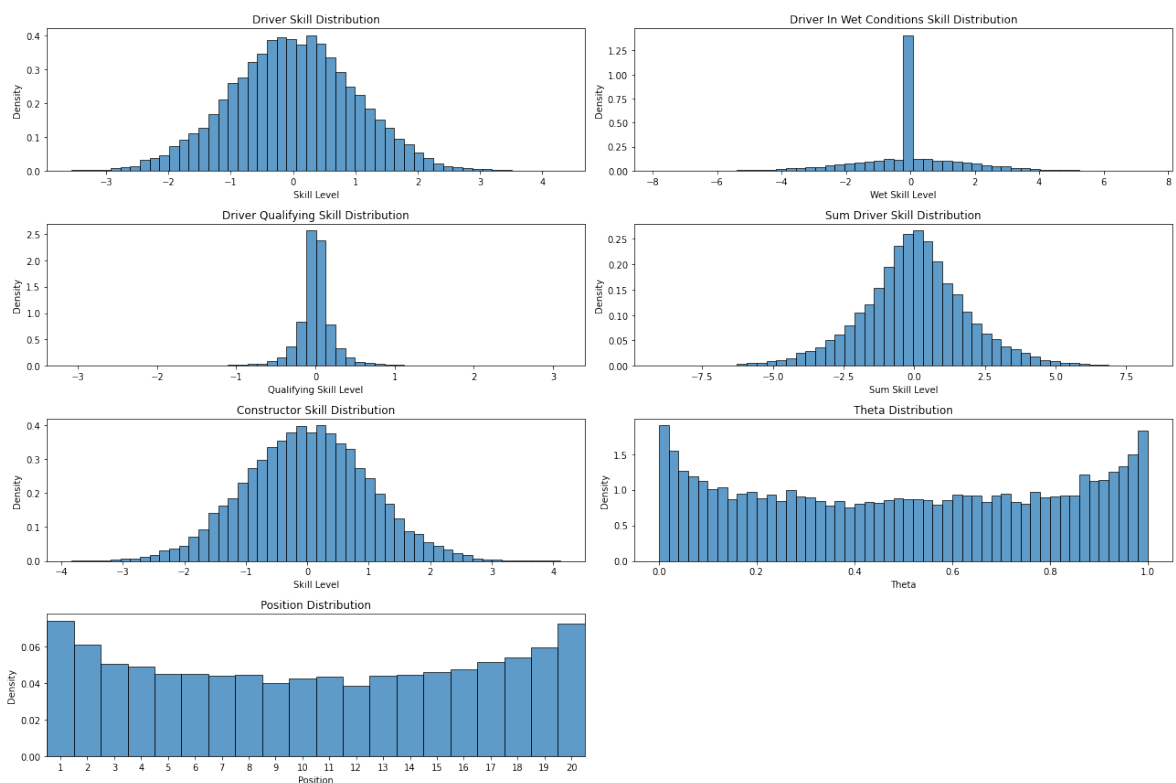 Driver Skill Distribution
Density
0.4
0.3
0.2
0.1
0.0
−3 −2 −1 0 1 2 3 4
Skill Level
Driver In Wet Conditions Skill Distribution
Density
1.25
1.00
0.75
0.50
0.25
0.00
−8 −6 −4 −2 0 2 4 6 8
Wet Skill Level
Driver Qualifying Skill Distribution
Density
2.5
2.0
1.5
1.0
0.5
0.0
−3 −2 −1 0 1 2 3
Qualifying Skill Level
Sum Driver Skill Distribution
Density
0.25
0.20
0.15
0.10
0.05
0.00
−7.5 −5.0 −2.5 0.0 2.5 5.0 7.5
Sum Skill Level
Constructor Skill Distribution
Density
0.4
0.3
0.2
0.1
0.0
−4 −3 −2 −1 0 1 2 3 4
Skill Level
Theta Distribution
Density
1.5
1.0
0.5
0.0
0.0 0.2 0.4 0.6 0.8 1.0
Theta
Position Distribution
Density
0.06
0.04
0.02
0.00
1 2 3 4 5 6 7 8 9 10 11 12 13 14 15 16 17 18 19 20
Position